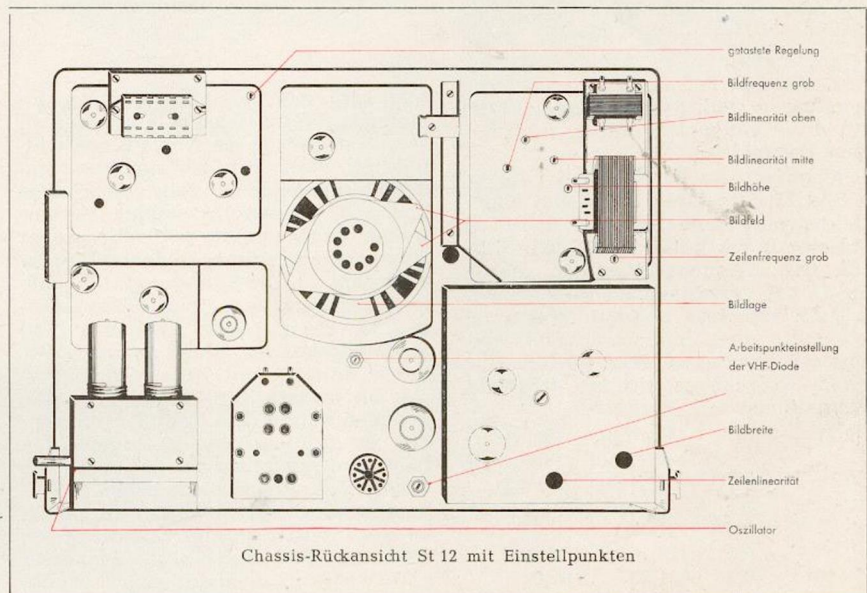 getastete Regelung
Bildfrequenz grob
Bildlinearität oben
Bildlinearität mitte
Bildhöhe
Bildfeld
Zeilenfrequenz grob
Bildlage
Arbeitspunkteinstellung
der VHF-Diode
Bildbreite
Zeilenlinearität
Oszillator
Chassis-Rückansicht St 12 mit Einstellpunkten